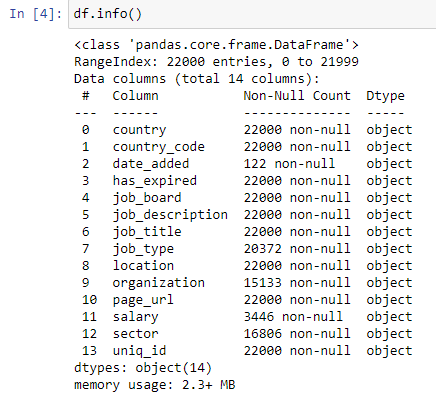 In [4]: df.info()
<class 'pandas.core.frame.DataFrame'>
RangeIndex: 22000 entries, 0 to 21999
Data columns (total 14 columns):
 #   Column           Non-Null Count  Dtype
---  ------           --------------  -----
 0   country          22000 non-null  object
 1   country_code     22000 non-null  object
 2   date_added       122 non-null    object
 3   has_expired      22000 non-null  object
 4   job_board        22000 non-null  object
 5   job_description  22000 non-null  object
 6   job_title        22000 non-null  object
 7   job_type         20372 non-null  object
 8   location         22000 non-null  object
 9   organization     15133 non-null  object
 10  page_url         22000 non-null  object
 11  salary           3446 non-null   object
 12  sector           16806 non-null  object
 13  uniq_id          22000 non-null  object
dtypes: object(14)
memory usage: 2.3+ MB